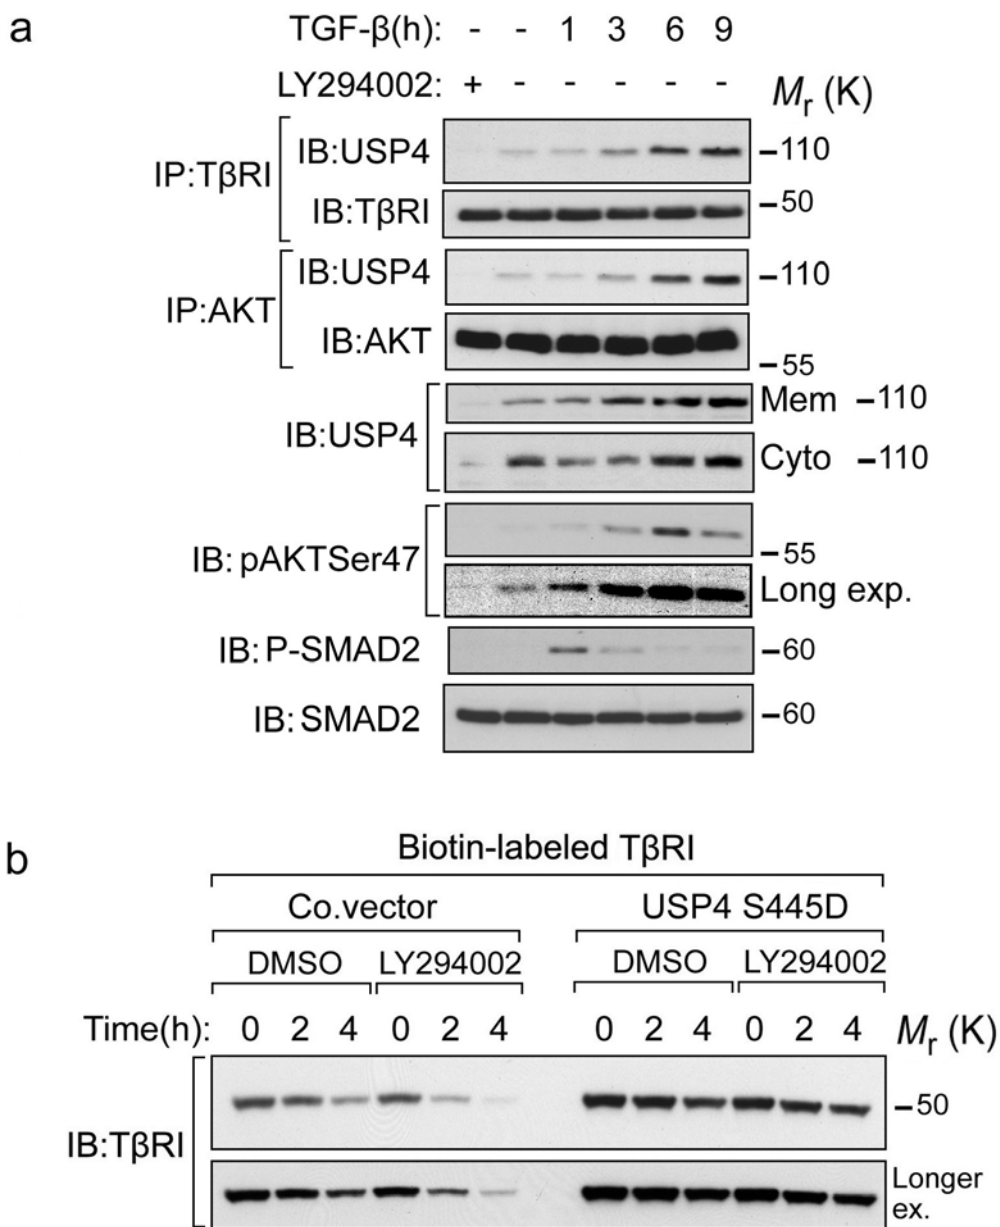 a
TGF-β(h): - - 1 3 6 9
LY294002: + - - - - -
Mr (K)
IP:TβRI
IB:USP4
-110
IB:TβRI
-50
IP:AKT
IB:USP4
-110
IB:AKT
-55
IB:USP4
Mem -110
Cyto -110
IB: pAKTSer47
-55
Long exp.
IB: P-SMAD2
-60
IB: SMAD2
-60
b
Biotin-labeled TβRI
Co.vector USP4 S445D
DMSO LY294002 DMSO LY294002
Time(h): 0 2 4 0 2 4 0 2 4 0 2 4 Mr (K)
IB:TβRI
-50
Longer
ex.